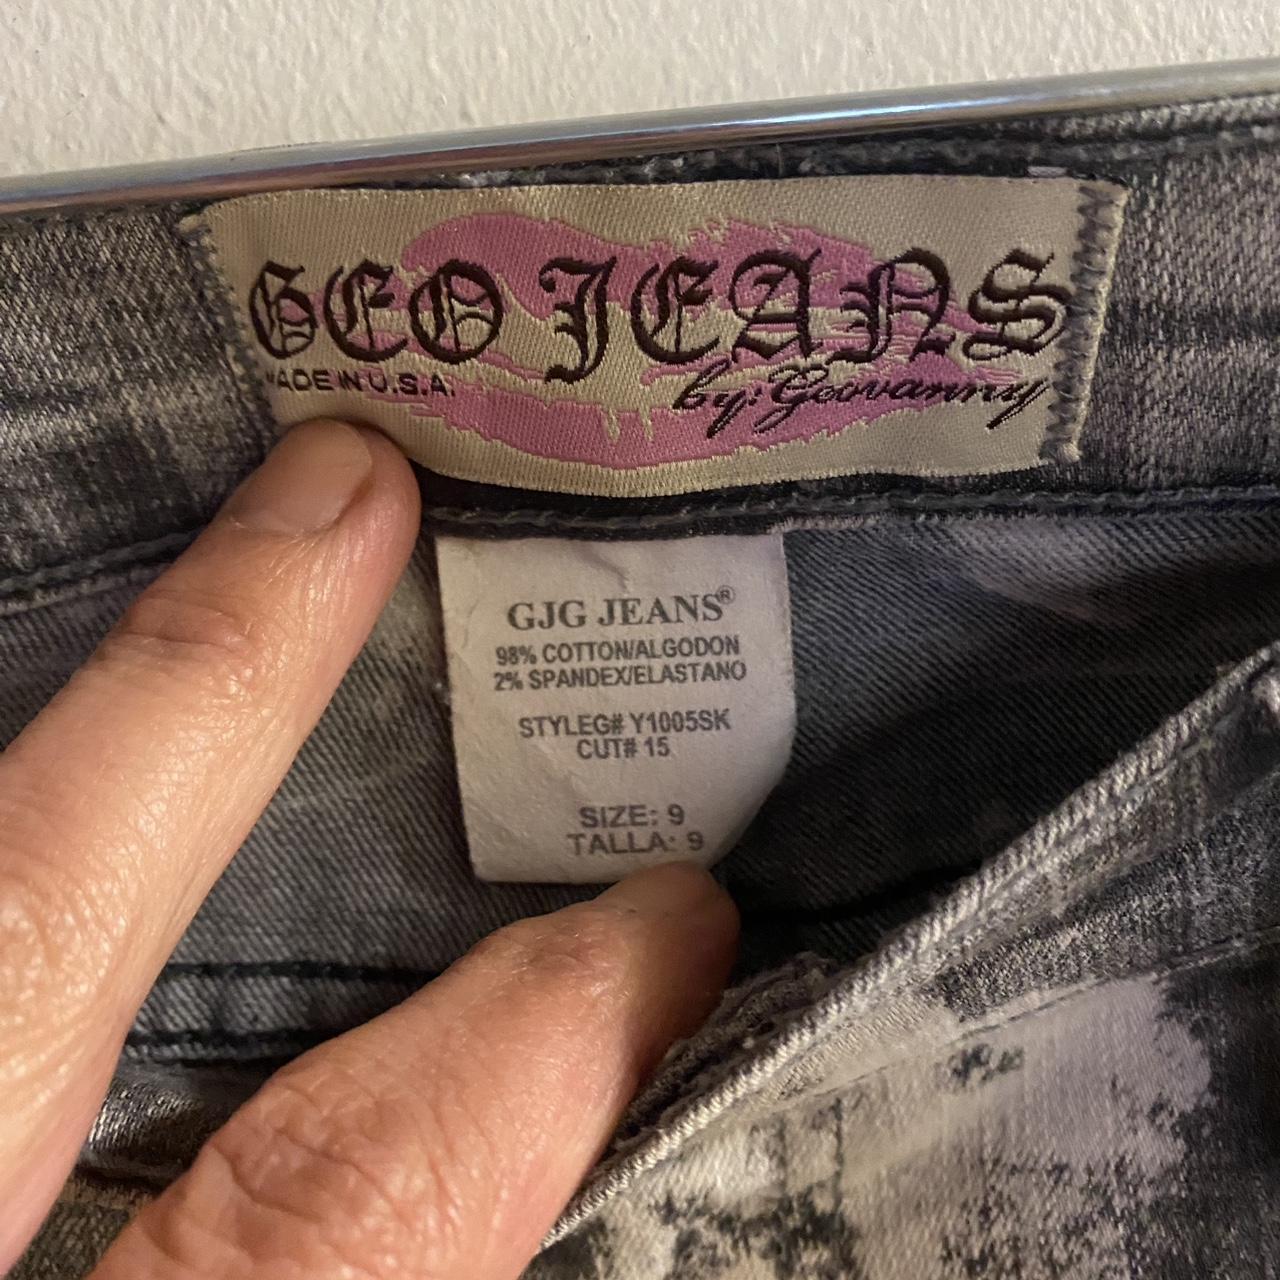 GEO JEANS
MADE IN U.S.A.
by: Geovanny
GJG JEANS®
98% COTTON/ALGODON
2% SPANDEX/ELASTANO
STYLEG# Y1005SK
CUT# 15
SIZE: 9
TALLA: 9